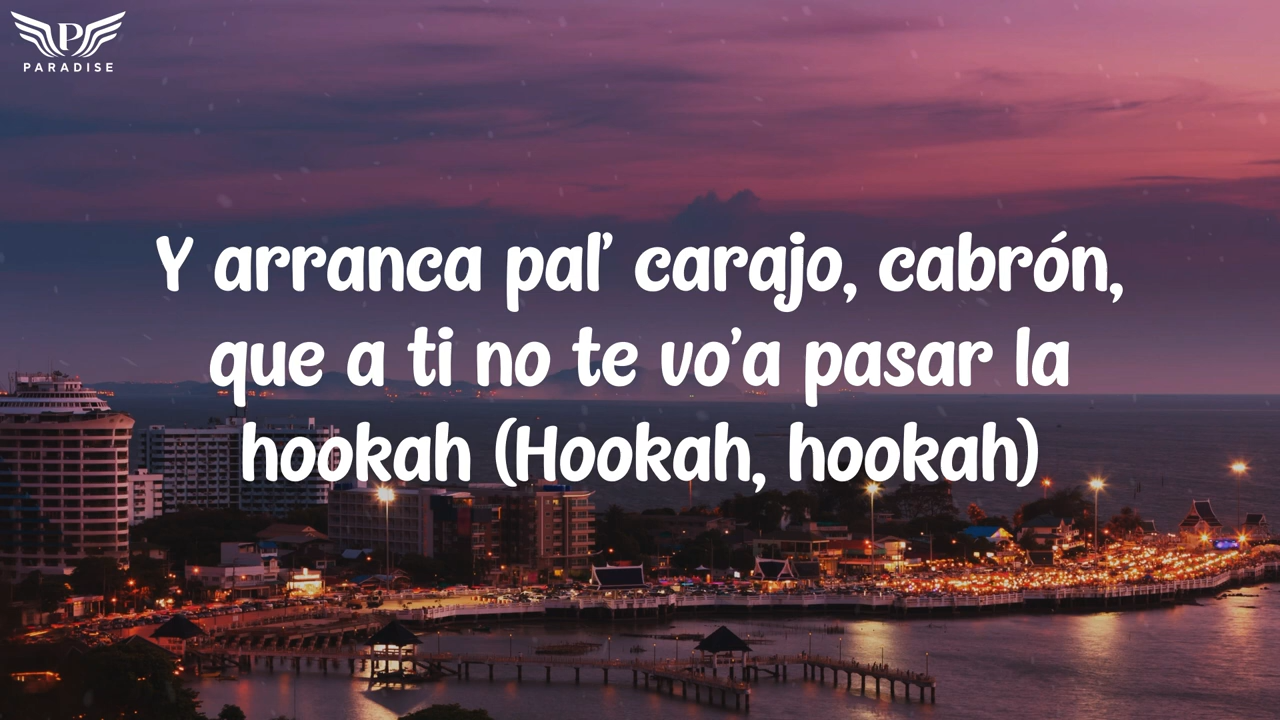 P
PARADISE
Y arranca pal' carajo, cabrón,
que a ti no te vo'a pasar la
hookah (Hookah, hookah)